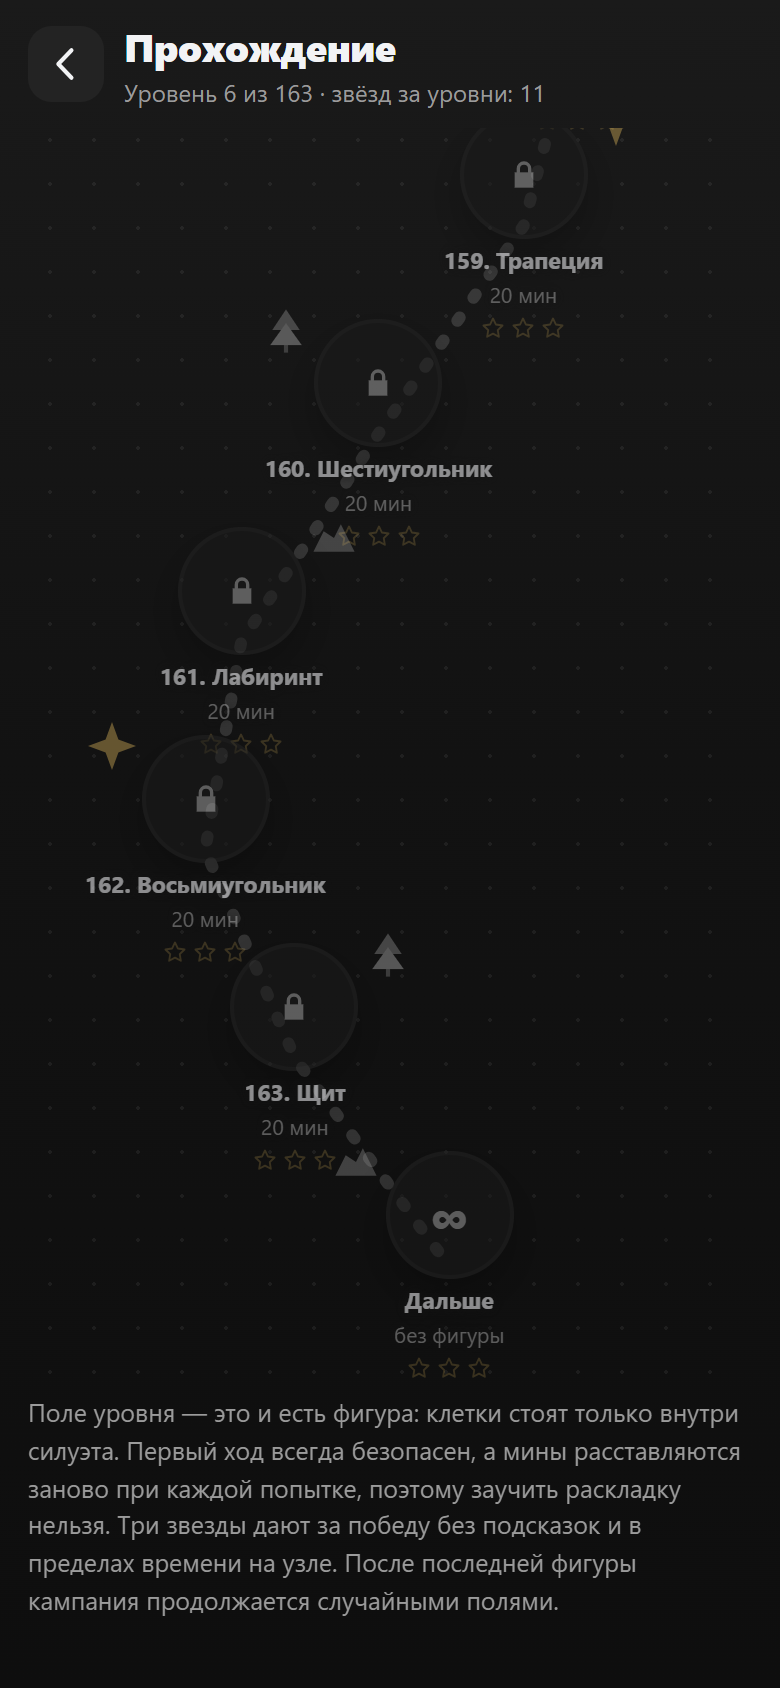 Прохождение
Уровень 6 из 163 · звёзд за уровни: 11
159. Трапеция
20 мин
160. Шестиугольник
20 мин
161. Лабиринт
20 мин
162. Восьмиугольник
20 мин
163. Щит
20 мин
∞
Дальше
без фигуры
Поле уровня — это и есть фигура: клетки стоят только внутри
силуэта. Первый ход всегда безопасен, а мины расставляются
заново при каждой попытке, поэтому заучить раскладку
нельзя. Три звезды дают за победу без подсказок и в
пределах времени на узле. После последней фигуры
кампания продолжается случайными полями.